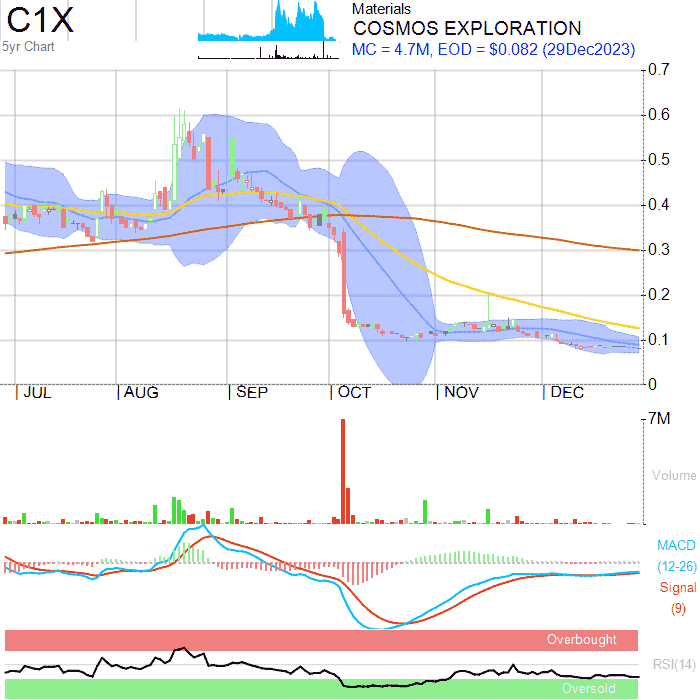 C1X
5yr Chart
Materials
COSMOS EXPLORATION
MC = 4.7M, EOD = $0.082 (29Dec2023)
0.7
0.6
0.5
0.4
0.3
0.2
0.1
0
JUL AUG SEP OCT NOV DEC
7M
Volume
MACD
(12-26)
Signal
(9)
Overbought
RSI(14)
Oversold